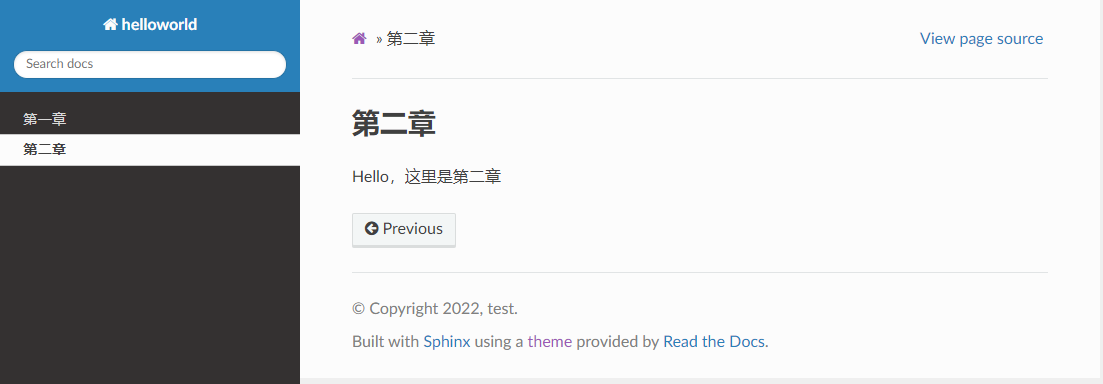 helloworld
Search docs
第一章
第二章
» 第二章
View page source
第二章
Hello，这里是第二章
Previous
© Copyright 2022, test.
Built with Sphinx using a theme provided by Read the Docs.